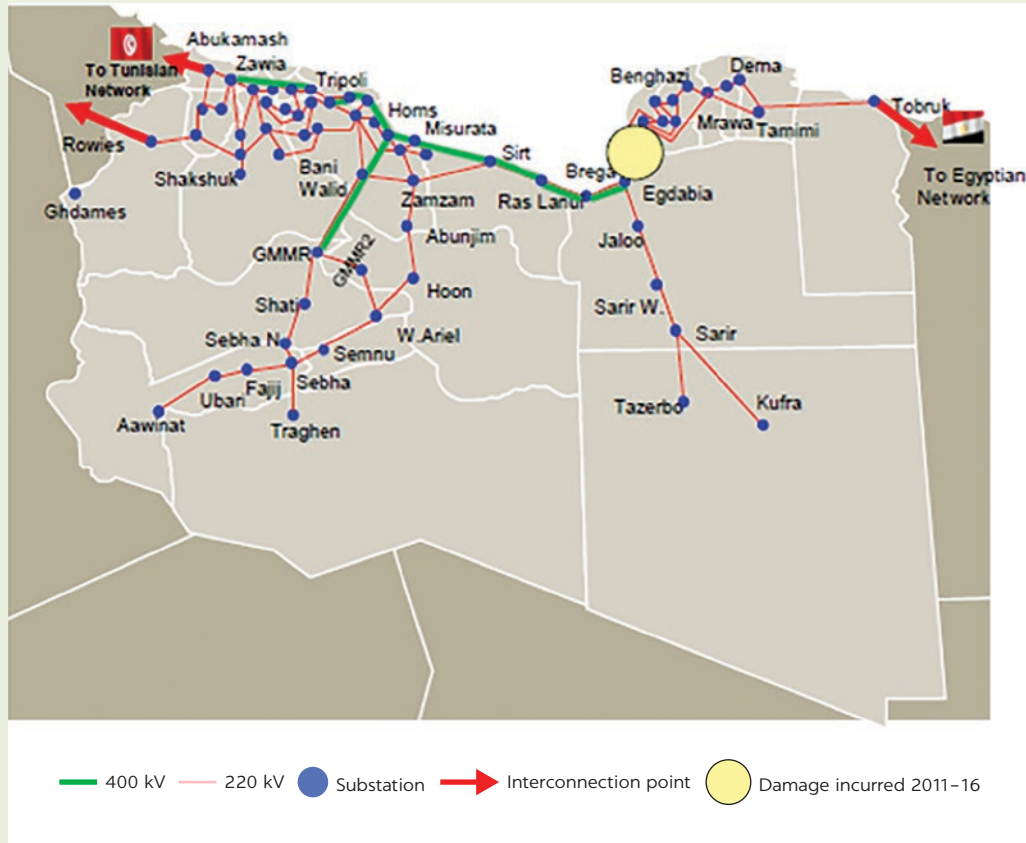 Abukamash
Zawia
To Tunisian
Network
Tripoli
Homs
Misurata
Rowies
Shakshuk
Bani
Walid
Ghdames
Zamzam
Sirt
Ras Lanuf
Brega
Egdabia
Benghazi
Derna
Mrawa
Tamimi
Tobruk
To Egyptian
Network
GMMR
GMMR2
Abunjim
Jaloo
Hoon
Shati
Sarir W.
Sebha N
W.Ariel
Sarir
Semnu
Sebha
Fajij
Ubari
Aawinat
Traghen
Tazerbo
Kufra
400 kV
220 kV
Substation
Interconnection point
Damage incurred 2011–16